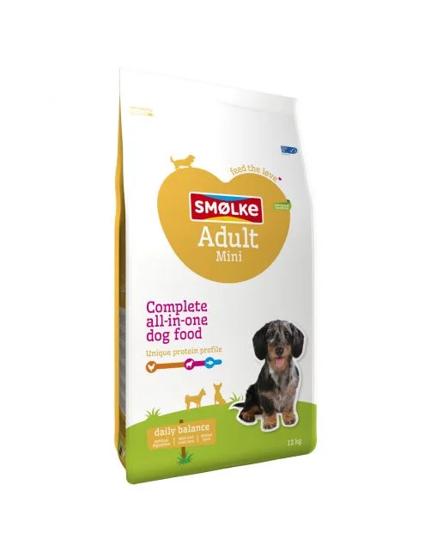 feed the love
SMØLKE
Adult
Mini
Complete
all-in-one
dog food
Unique protein profile
daily balance
12 kg